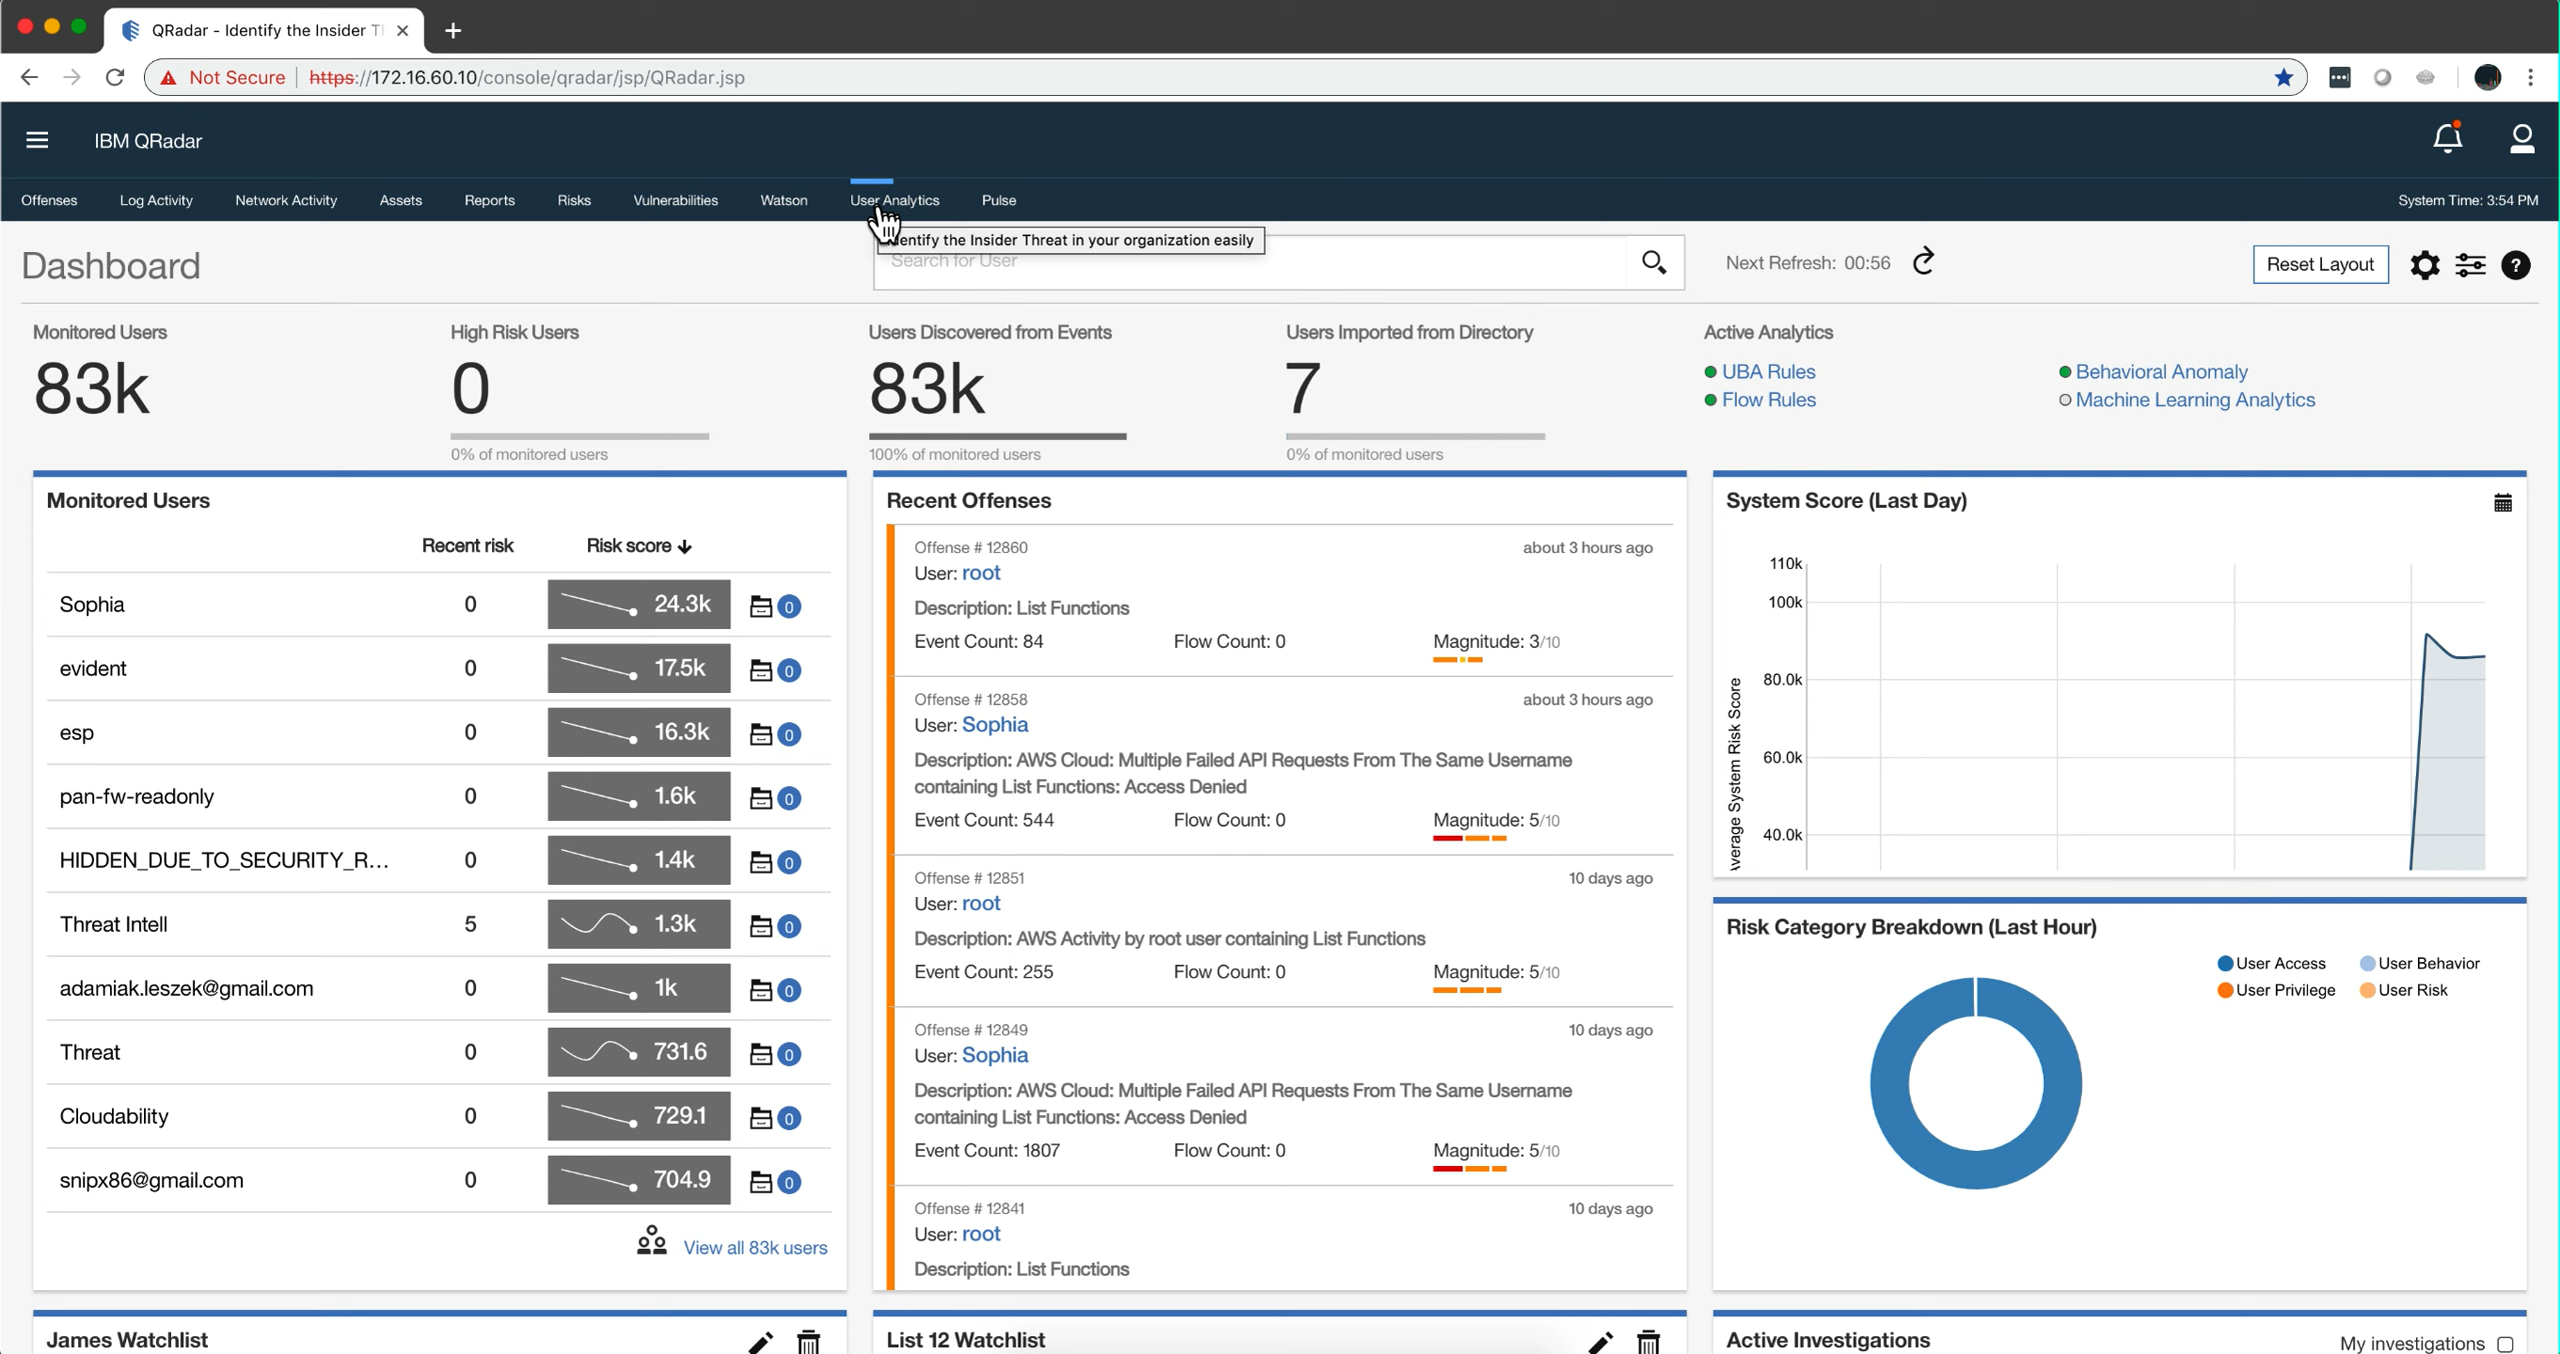 QRadar - Identify the Insider T
Not Secure | https://172.16.60.10/console/qradar/jsp/QRadar.jsp
IBM QRadar
Offenses Log Activity Network Activity Assets Reports Risks Vulnerabilities Watson User Analytics Pulse System Time: 3:54 PM
Identify the Insider Threat in your organization easily
Dashboard Search for User Next Refresh: 00:56 Reset Layout ?
Monitored Users High Risk Users Users Discovered from Events Users Imported from Directory Active Analytics
83k 0 83k 7
UBA Rules Behavioral Anomaly
Flow Rules Machine Learning Analytics
0% of monitored users 100% of monitored users 0% of monitored users
Monitored Users
Recent risk Risk score
Sophia 0 24.3k 0
evident 0 17.5k 0
esp 0 16.3k 0
pan-fw-readonly 0 1.6k 0
HIDDEN_DUE_TO_SECURITY_R... 0 1.4k 0
Threat Intell 5 1.3k 0
adamiak.leszek@gmail.com 0 1k 0
Threat 0 731.6 0
Cloudability 0 729.1 0
snipx86@gmail.com 0 704.9 0
View all 83k users
Recent Offenses
Offense # 12860 about 3 hours ago
User: root
Description: List Functions
Event Count: 84 Flow Count: 0 Magnitude: 3/10
Offense # 12858 about 3 hours ago
User: Sophia
Description: AWS Cloud: Multiple Failed API Requests From The Same Username
containing List Functions: Access Denied
Event Count: 544 Flow Count: 0 Magnitude: 5/10
Offense # 12851 10 days ago
User: root
Description: AWS Activity by root user containing List Functions
Event Count: 255 Flow Count: 0 Magnitude: 5/10
Offense # 12849 10 days ago
User: Sophia
Description: AWS Cloud: Multiple Failed API Requests From The Same Username
containing List Functions: Access Denied
Event Count: 1807 Flow Count: 0 Magnitude: 5/10
Offense # 12841 10 days ago
User: root
Description: List Functions
System Score (Last Day)
110k
100k
80.0k
60.0k
40.0k
Average System Risk Score
Risk Category Breakdown (Last Hour)
User Access User Behavior
User Privilege User Risk
James Watchlist List 12 Watchlist Active Investigations My investigations